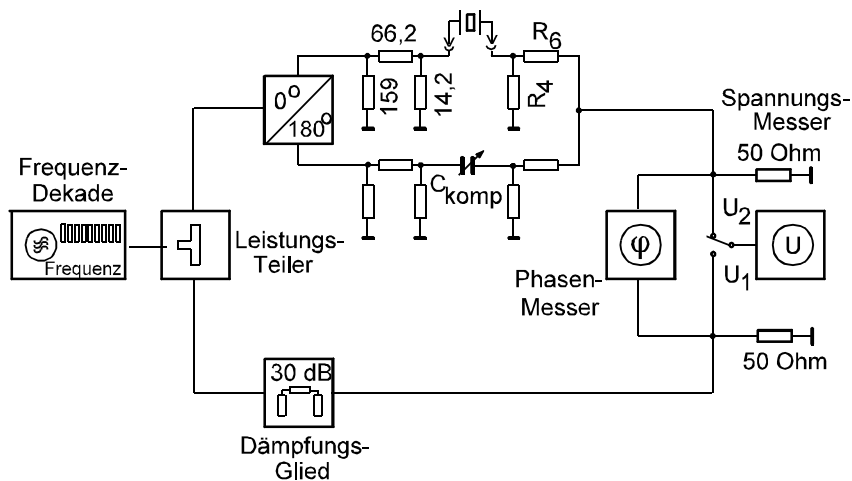 66,2
R6
0°
180°
159
14,2
R4
Spannungs-
Messer
50 Ohm
Frequenz-
Dekade
Frequenz
Leistungs-
Teiler
Ckomp
φ
U2
U
U1
Phasen-
Messer
50 Ohm
30 dB
Dämpfungs-
Glied